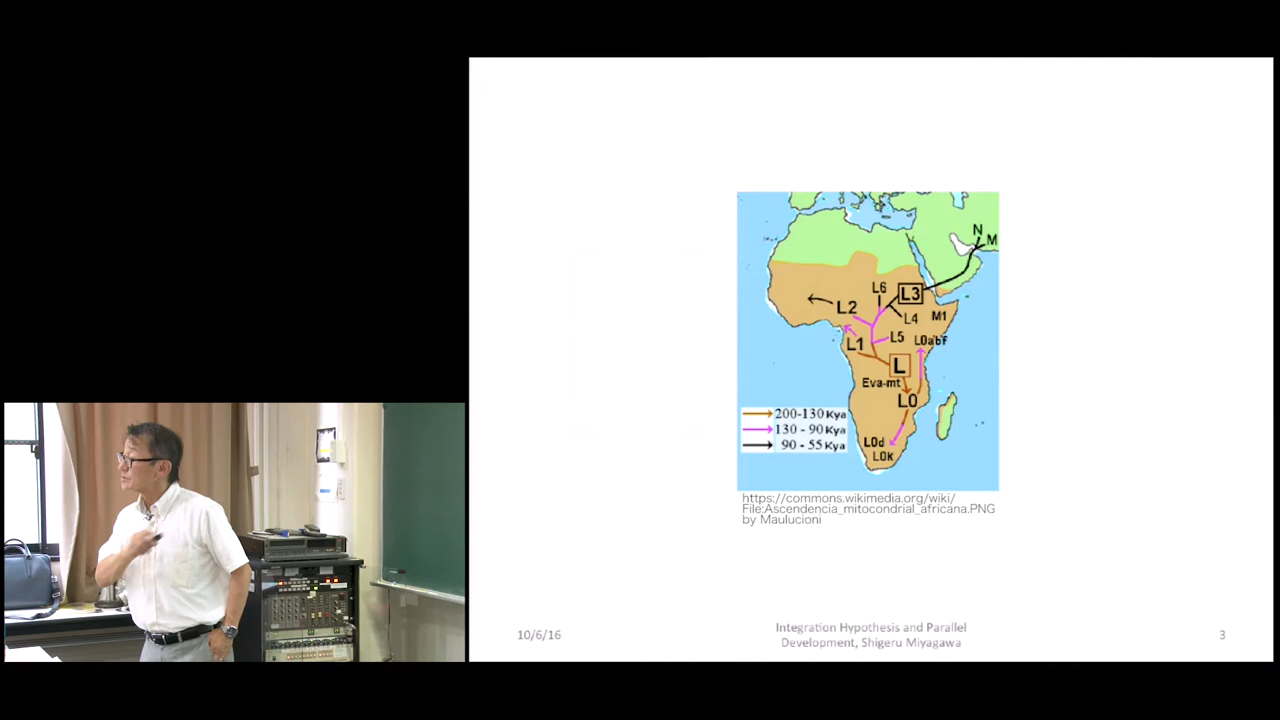 N
M
L6
L3
L2
L4
M1
L5
L0abf
L1
L
Eva-mt
L0
200-130 Kya
130 - 90 Kya
90 - 55 Kya
L0d
L0k
https://commons.wikimedia.org/wiki/
File:Ascendencia_mitocondrial_africana.PNG
by Maulucioni
10/6/16
Integration Hypothesis and Parallel
Development, Shigeru Miyagawa
3